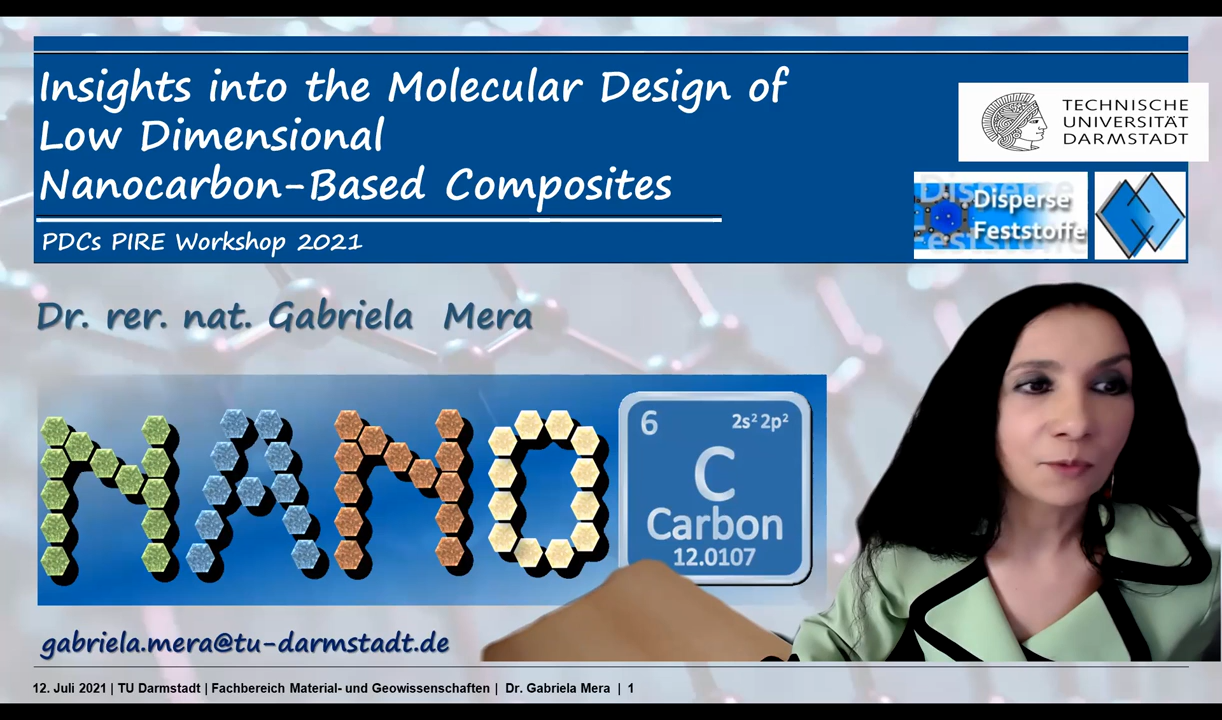 Insights into the Molecular Design of
Low Dimensional
Nanocarbon-Based Composites
PDCs PIRE Workshop 2021
TECHNISCHE
UNIVERSITÄT
DARMSTADT
Disperse
Disperse
Feststoffe
Feststoffe
Dr. rer. nat. Gabriela Mera
NANO
6 2s² 2p²
C
Carbon
12.0107
gabriela.mera@tu-darmstadt.de
12. Juli 2021 | TU Darmstadt | Fachbereich Material- und Geowissenschaften | Dr. Gabriela Mera | 1